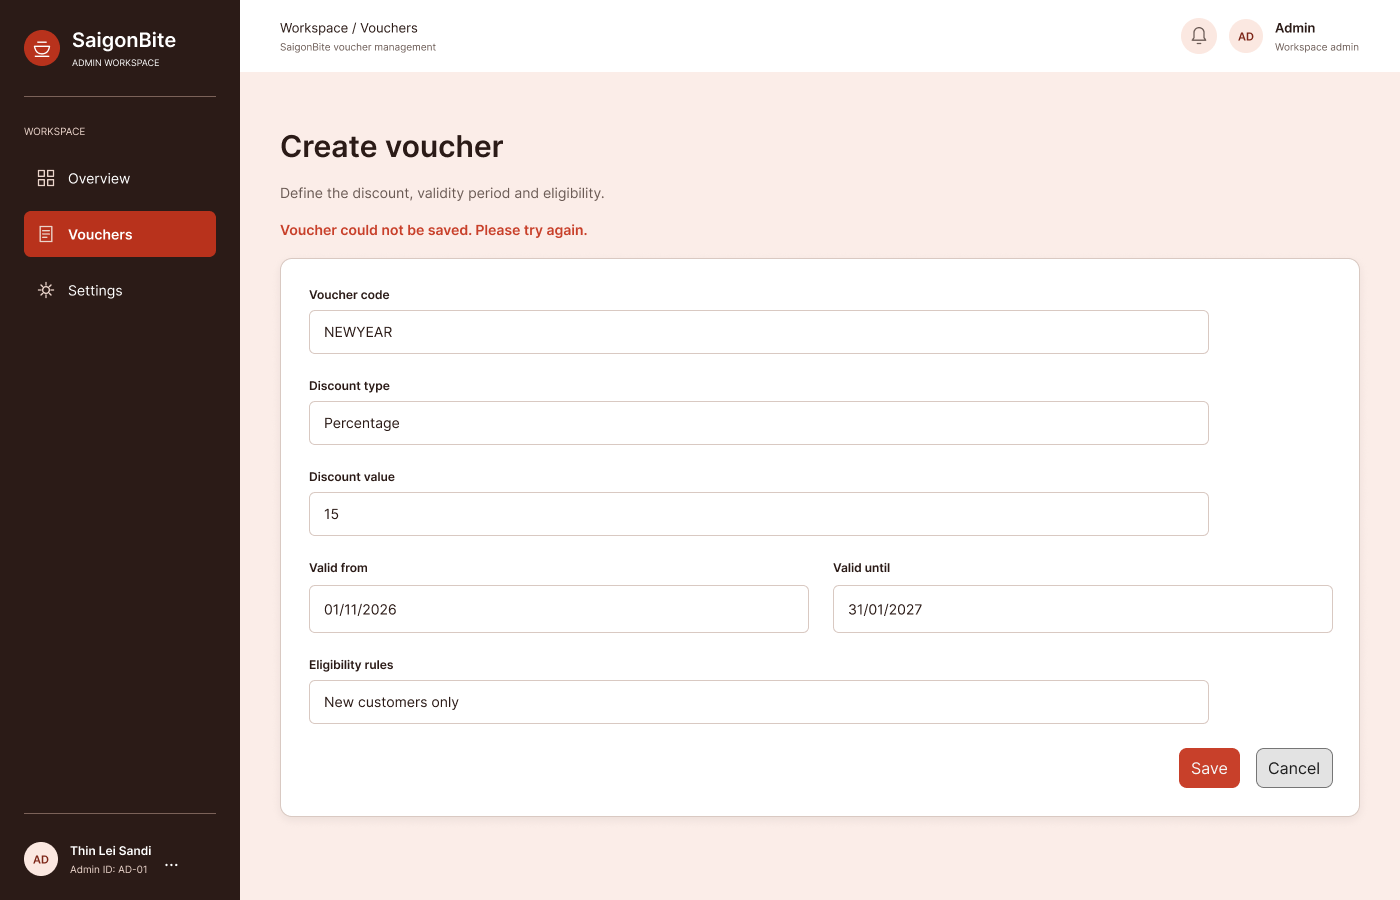 SaigonBite
ADMIN WORKSPACE
WORKSPACE
Overview
Vouchers
Settings
AD
Thin Lei Sandi
Admin ID: AD-01
...
Workspace / Vouchers
SaigonBite voucher management
AD
Admin
Workspace admin
Create voucher
Define the discount, validity period and eligibility.
Voucher could not be saved. Please try again.
Voucher code
NEWYEAR
Discount type
Percentage
Discount value
15
Valid from
Valid until
01/11/2026
31/01/2027
Eligibility rules
New customers only
Save
Cancel